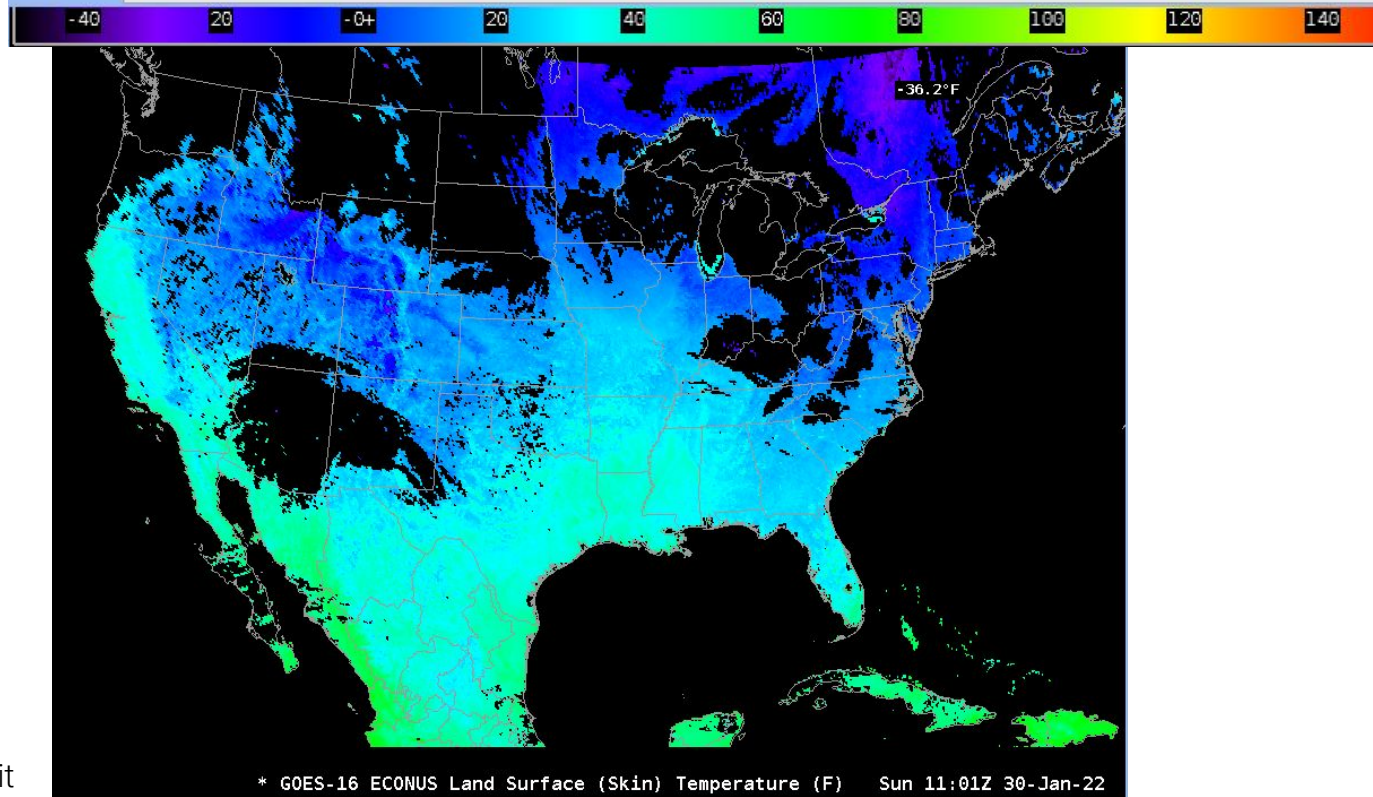 -40 20 -0+ 20 40 60 80 100 120 140
-36.2°F
it
* GOES-16 ECONUS Land Surface (Skin) Temperature (F) Sun 11:01Z 30-Jan-22